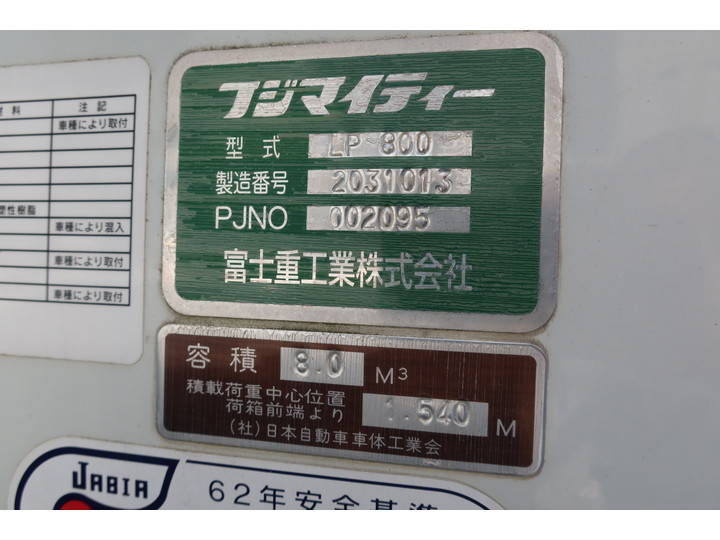 料 注記
車種により取付
塑性樹脂
車種により混入
車種により取付
車種により取付
フジマイティー
型式 LP 800
製造番号 2031013
PJNO 002095
富士重工業株式会社
容積 8.0 M³
積載荷重中心位置
荷箱前端より 1.540 M
(社)日本自動車車体工業会
JABIA
62年安全基準